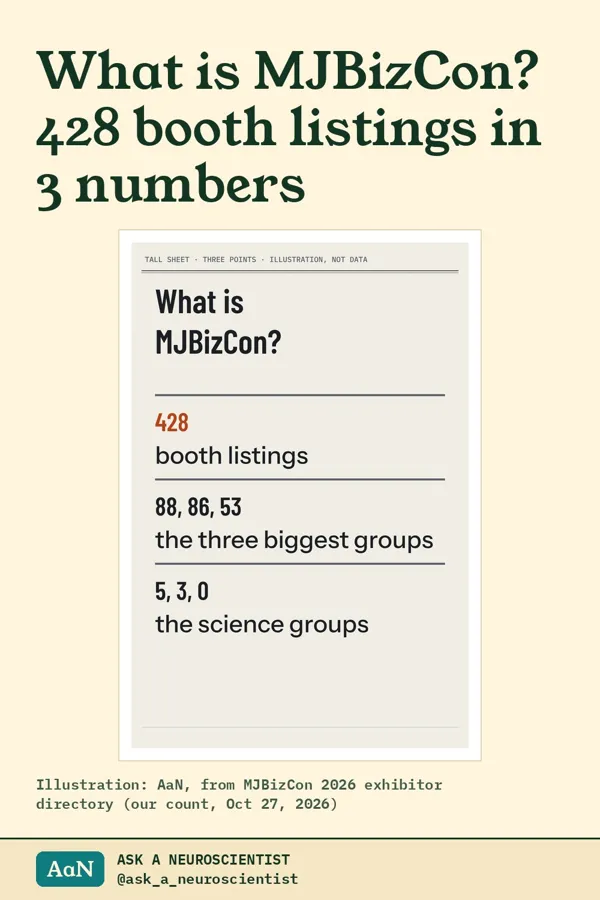 What is MJBizCon?
428 booth listings in
3 numbers
TALL SHEET · THREE POINTS · ILLUSTRATION, NOT DATA
What is
MJBizCon?
428
booth listings
88, 86, 53
the three biggest groups
5, 3, 0
the science groups
Illustration: AaN, from MJBizCon 2026 exhibitor
directory (our count, Oct 27, 2026)
AaN
ASK A NEUROSCIENTIST
@ask_a_neuroscientist